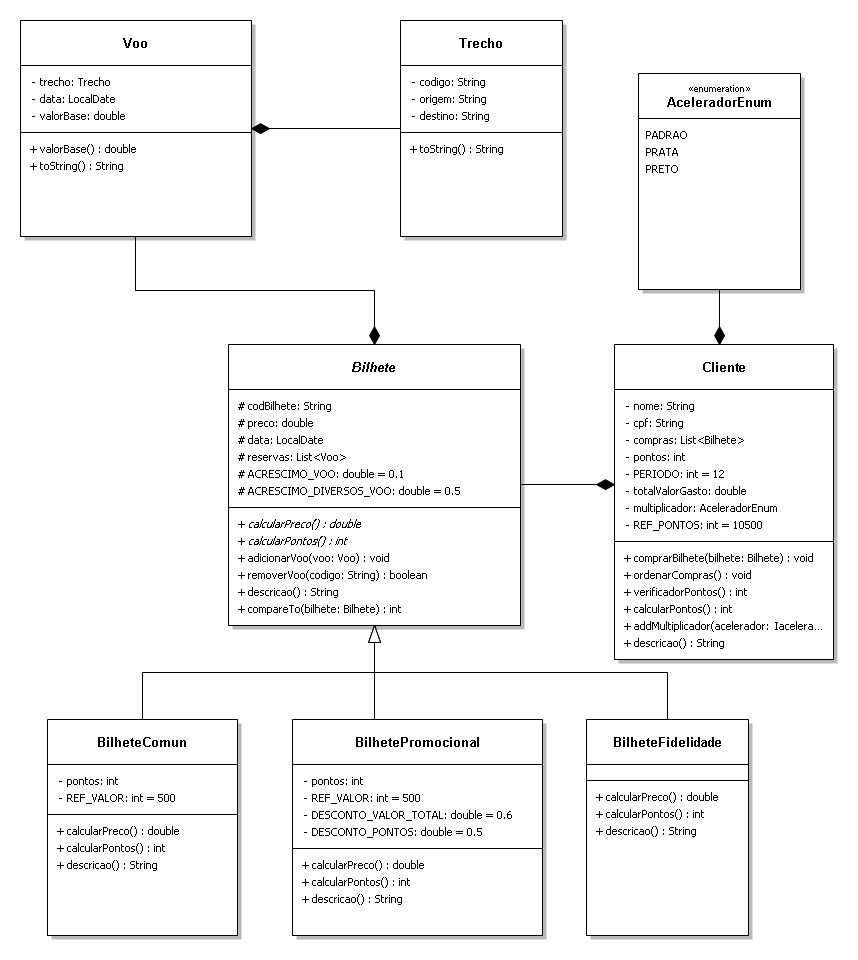 Voo
- trecho: Trecho
- data: LocalDate
- valorBase: double
+ valorBase() : double
+ toString() : String
Trecho
- codigo: String
- origem: String
- destino: String
+ toString() : String
«enumeration»
AceleradorEnum
PADRAO
PRATA
PRETO
Bilhete
# codBilhete: String
# preco: double
# data: LocalDate
# reservas: List<Voo>
# ACRESCIMO_VOO: double = 0.1
# ACRESCIMO_DIVERSOS_VOO: double = 0.5
+ calcularPreco() : double
+ calcularPontos() : int
+ adicionarVoo(voo: Voo) : void
+ removerVoo(codigo: String) : boolean
+ descricao() : String
+ compareTo(bilhete: Bilhete) : int
Cliente
- nome: String
- cpf: String
- compras: List<Bilhete>
- pontos: int
- PERIODO: int = 12
- totalValorGasto: double
- multiplicador: AceleradorEnum
- REF_PONTOS: int = 10500
+ comprarBilhete(bilhete: Bilhete) : void
+ ordenarCompras() : void
+ verificadorPontos() : int
+ calcularPontos() : int
+ addMultiplicador(acelerador: Iacelera...
+ descricao() : String
BilheteComun
- pontos: int
- REF_VALOR: int = 500
+ calcularPreco() : double
+ calcularPontos() : int
+ descricao() : String
BilhetePromocional
- pontos: int
- REF_VALOR: int = 500
- DESCONTO_VALOR_TOTAL: double = 0.6
- DESCONTO_PONTOS: double = 0.5
+ calcularPreco() : double
+ calcularPontos() : int
+ descricao() : String
BilheteFidelidade
+ calcularPreco() : double
+ calcularPontos() : int
+ descricao() : String